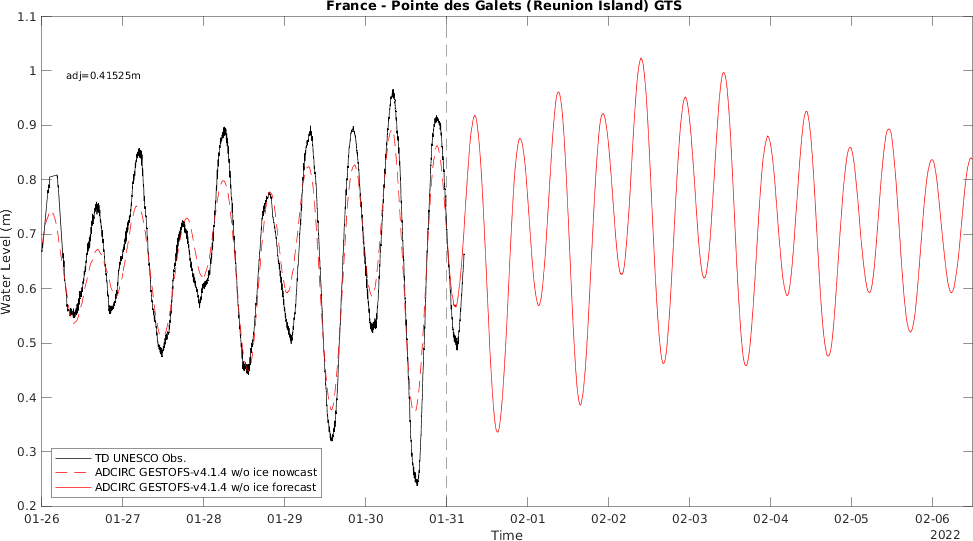 France - Pointe des Galets (Reunion Island) GTS
1.1
1
0.9
0.8
0.7
0.6
0.5
0.4
0.3
0.2
Water Level (m)
adj=0.41525m
TD UNESCO Obs.
ADCIRC GESTOFS-v4.1.4 w/o ice nowcast
ADCIRC GESTOFS-v4.1.4 w/o ice forecast
01-26 01-27 01-28 01-29 01-30 01-31 02-01 02-02 02-03 02-04 02-05 02-06
Time
2022